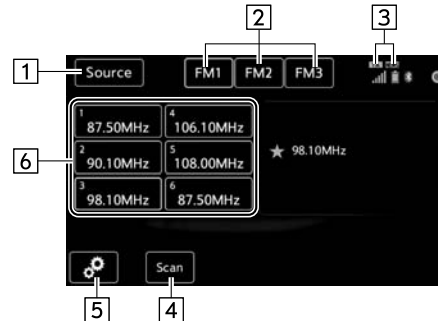 2
3
1
Source
FM1
FM2
FM3
6
1
87.50MHz
4
106.10MHz
2
90.10MHz
5
108.00MHz
★ 98.10MHz
3
98.10MHz
6
87.50MHz
Scan
5
4